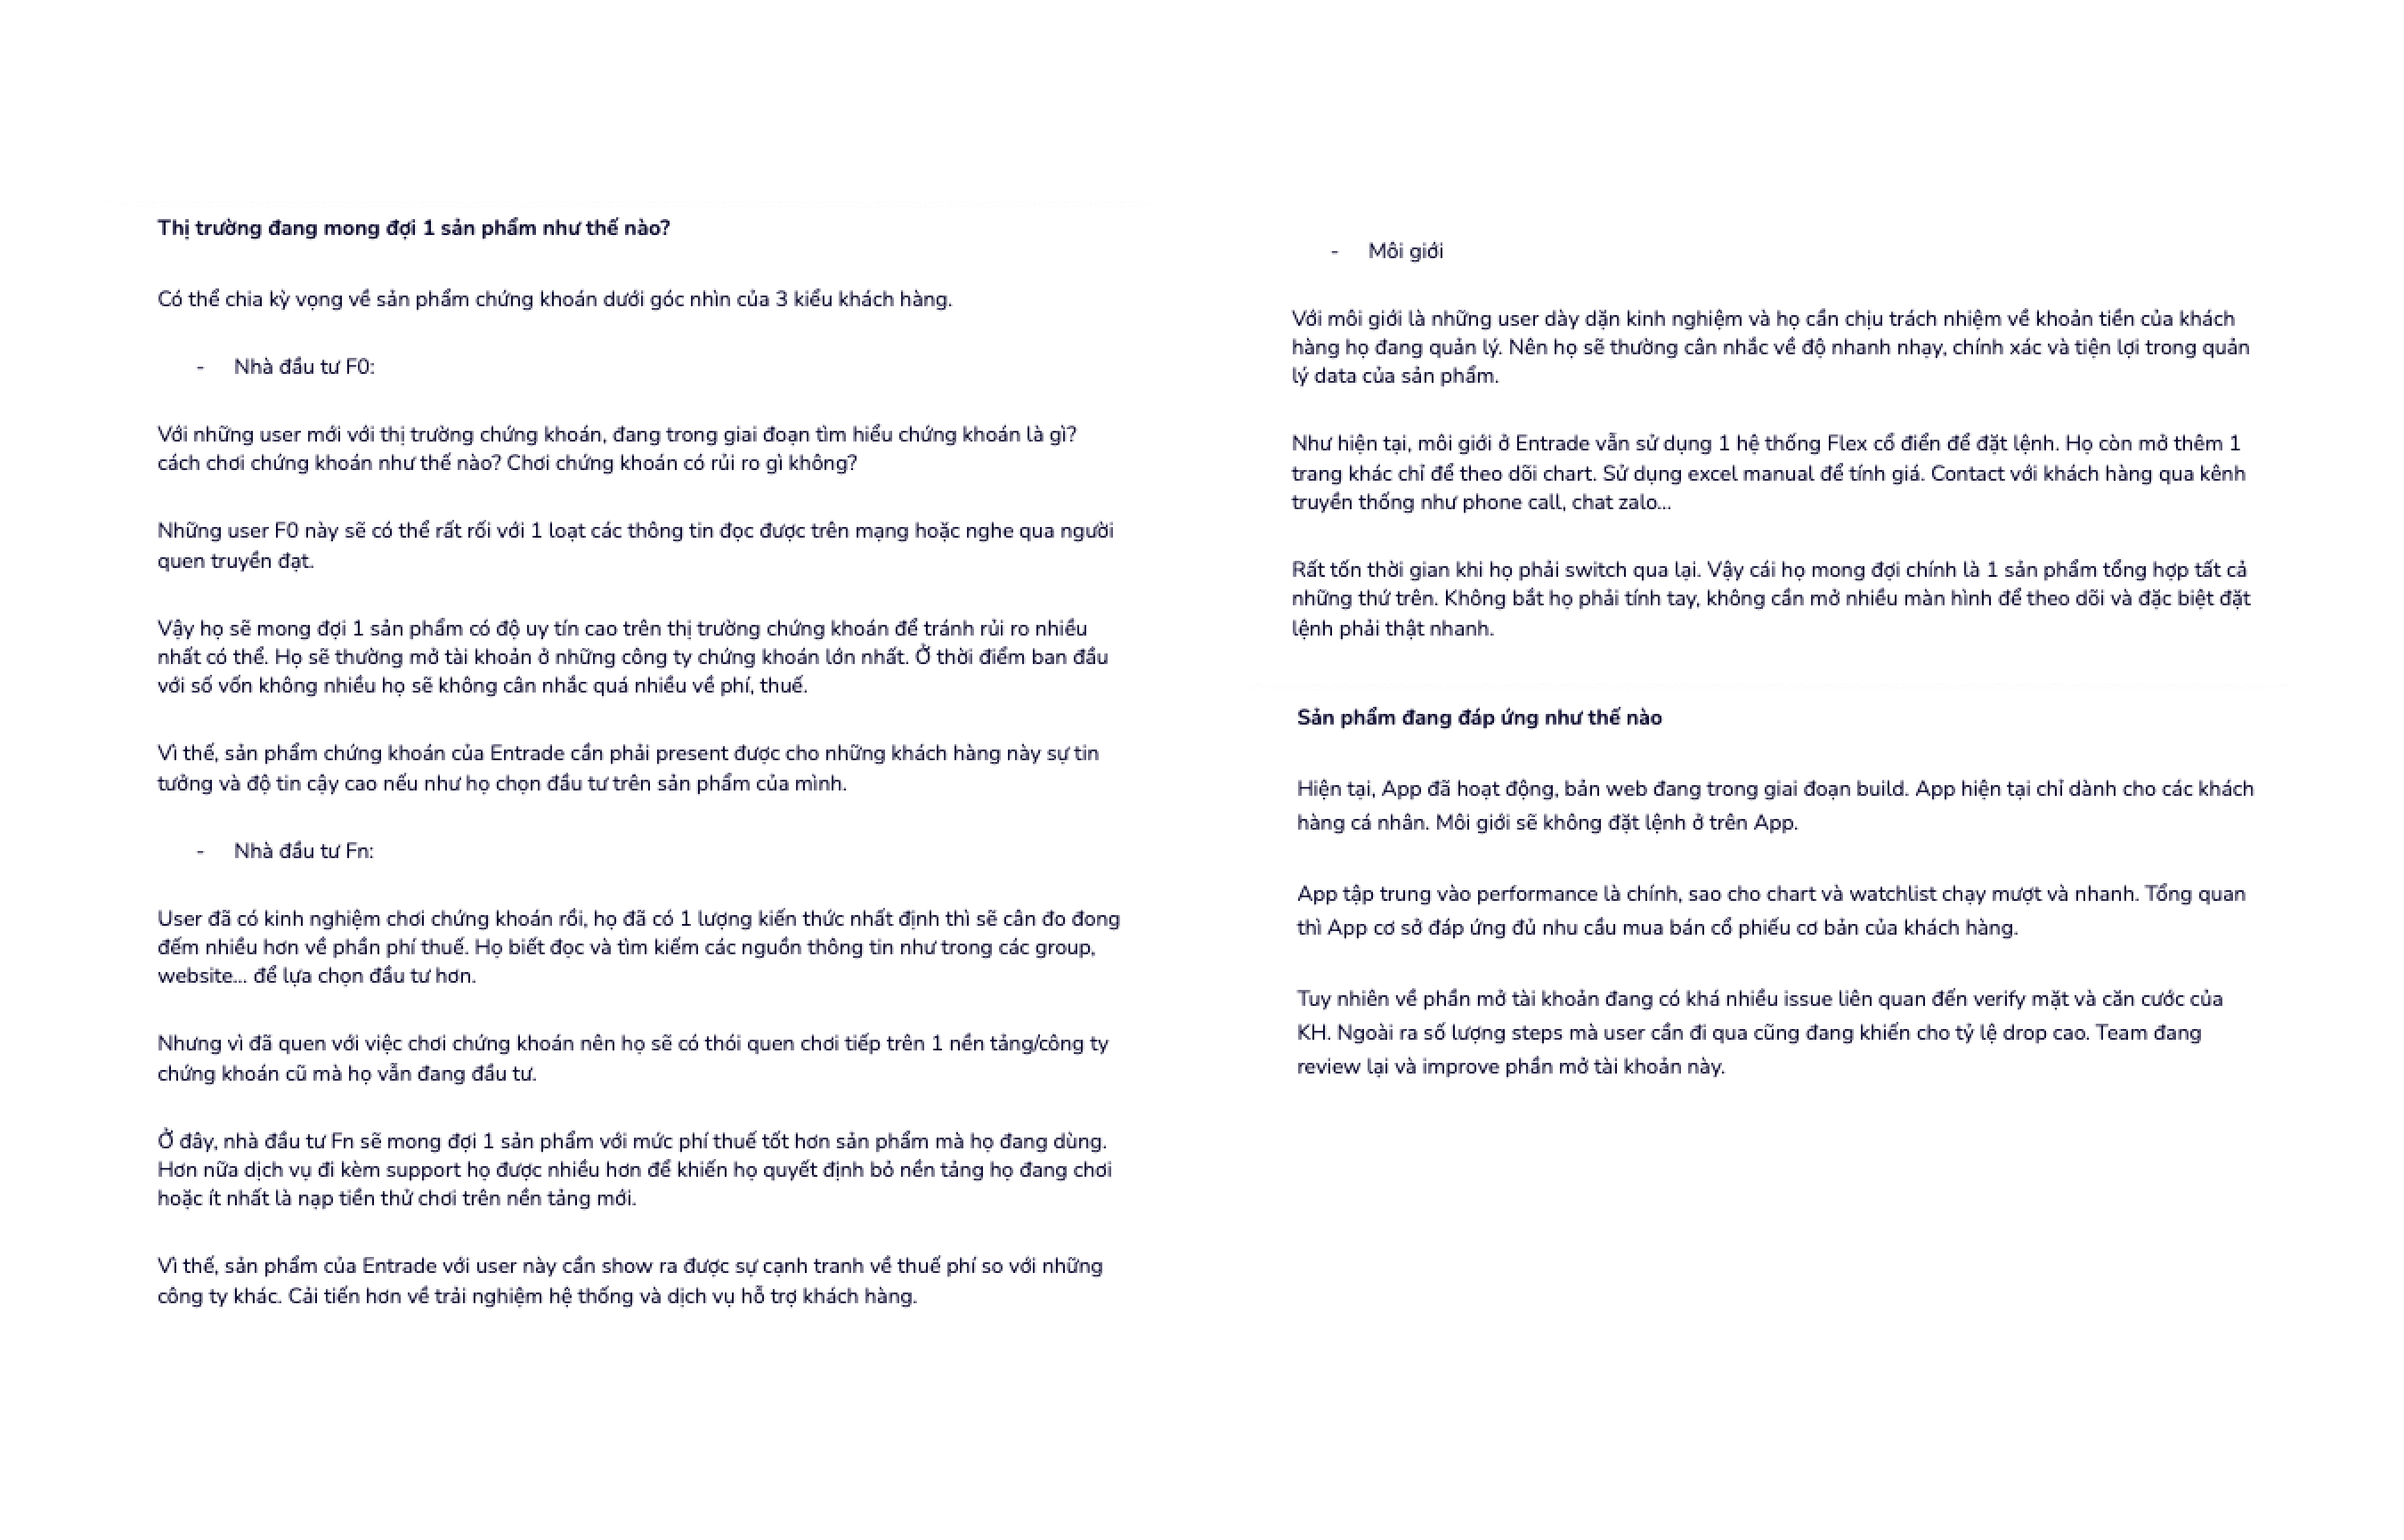 Thị trường đang mong đợi 1 sản phẩm như thế nào?
Có thể chia kỳ vọng về sản phẩm chứng khoán dưới góc nhìn của 3 kiểu khách hàng.
- Nhà đầu tư F0:
Với những user mới với thị trường chứng khoán, đang trong giai đoạn tìm hiểu chứng khoán là gì?
cách chơi chứng khoán như thế nào? Chơi chứng khoán có rủi ro gì không?
Những user F0 này sẽ có thể rất rối với 1 loạt các thông tin đọc được trên mạng hoặc nghe qua người
quen truyền đạt.
Vậy họ sẽ mong đợi 1 sản phẩm có độ uy tín cao trên thị trường chứng khoán để tránh rủi ro nhiều
nhất có thể. Họ sẽ thường mở tài khoản ở những công ty chứng khoán lớn nhất. Ở thời điểm ban đầu
với số vốn không nhiều họ sẽ không cân nhắc quá nhiều về phí, thuế.
Vì thế, sản phẩm chứng khoán của Entrade cần phải present được cho những khách hàng này sự tin
tưởng và độ tin cậy cao nếu như họ chọn đầu tư trên sản phẩm của mình.
- Nhà đầu tư Fn:
User đã có kinh nghiệm chơi chứng khoán rồi, họ đã có 1 lượng kiến thức nhất định thì sẽ cân đo đong
đếm nhiều hơn về phần phí thuế. Họ biết đọc và tìm kiếm các nguồn thông tin như trong các group,
website... để lựa chọn đầu tư hơn.
Nhưng vì đã quen với việc chơi chứng khoán nên họ sẽ có thói quen chơi tiếp trên 1 nền tảng/công ty
chứng khoán cũ mà họ vẫn đang đầu tư.
Ở đây, nhà đầu tư Fn sẽ mong đợi 1 sản phẩm với mức phí thuế tốt hơn sản phẩm mà họ đang dùng.
Hơn nữa dịch vụ đi kèm support họ được nhiều hơn để khiến họ quyết định bỏ nền tảng họ đang chơi
hoặc ít nhất là nạp tiền thử chơi trên nền tảng mới.
Vì thế, sản phẩm của Entrade với user này cần show ra được sự cạnh tranh về thuế phí so với những
công ty khác. Cải tiến hơn về trải nghiệm hệ thống và dịch vụ hỗ trợ khách hàng.
- Môi giới
Với môi giới là những user dày dặn kinh nghiệm và họ cần chịu trách nhiệm về khoản tiền của khách
hàng họ đang quản lý. Nên họ sẽ thường cân nhắc về độ nhanh nhạy, chính xác và tiện lợi trong quản
lý data của sản phẩm.
Như hiện tại, môi giới ở Entrade vẫn sử dụng 1 hệ thống Flex cổ điển để đặt lệnh. Họ còn mở thêm 1
trang khác chỉ để theo dõi chart. Sử dụng excel manual để tính giá. Contact với khách hàng qua kênh
truyền thống như phone call, chat zalo...
Rất tốn thời gian khi họ phải switch qua lại. Vậy cái họ mong đợi chính là 1 sản phẩm tổng hợp tất cả
những thứ trên. Không bắt họ phải tính tay, không cần mở nhiều màn hình để theo dõi và đặc biệt đặt
lệnh phải thật nhanh.
Sản phẩm đang đáp ứng như thế nào
Hiện tại, App đã hoạt động, bản web đang trong giai đoạn build. App hiện tại chỉ dành cho các khách
hàng cá nhân. Môi giới sẽ không đặt lệnh ở trên App.
App tập trung vào performance là chính, sao cho chart và watchlist chạy mượt và nhanh. Tổng quan
thì App cơ sở đáp ứng đủ nhu cầu mua bán cổ phiếu cơ bản của khách hàng.
Tuy nhiên về phần mở tài khoản đang có khá nhiều issue liên quan đến verify mặt và căn cước của
KH. Ngoài ra số lượng steps mà user cần đi qua cũng đang khiến cho tỷ lệ drop cao. Team đang
review lại và improve phần mở tài khoản này.